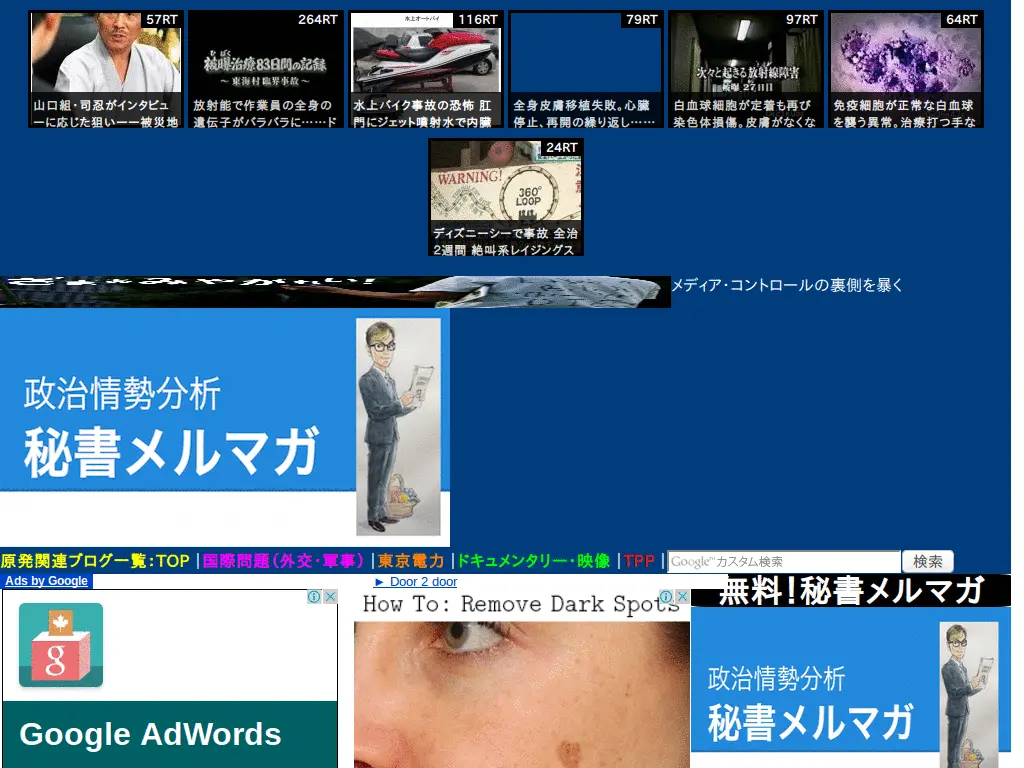 57RT
山口組・司忍がインタビュ
ーに応じた狙いーー被災地
264RT
被曝治療83日間の記録
～東海村臨界事故～
放射能で作業員の全身の
遺伝子がバラバラに……ド
116RT
水上オートバイ
水上バイク事故の恐怖 肛
門にジェット噴射水で内臓
79RT
全身皮膚移植失敗。心臓
停止、再開の繰り返し……
97RT
次々と起きる放射線障害
被曝 27日目
白血球細胞が定着も再び
染色体損傷。皮膚がなくな
64RT
免疫細胞が正常な白血球
を襲う異常。治療打つ手な
24RT
WARNING!
360°
LOOP
ディズニーシーで事故 全治
2週間 絶叫系レイジングス
メディア・コントロールの裏側を暴く
政治情勢分析
秘書メルマガ
原発関連ブログ一覧：TOP |国際問題（外交・軍事） |東京電力 |ドキュメンタリー・映像 |TPP | Google™カスタム検索 検索
Ads by Google
► Door 2 door
g
Google AdWords
How To: Remove Dark Spots
無料！秘書メルマガ
政治情勢分析
秘書メルマガ